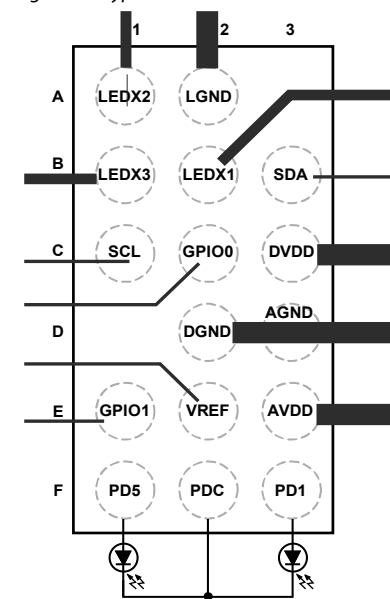 1 2 3
A LEDX2 LGND
B LEDX3 LEDX1 SDA
C SCL GPIO0 DVDD
AGND
D DGND
E GPIO1 VREF AVDD
F PD5 PDC PD1